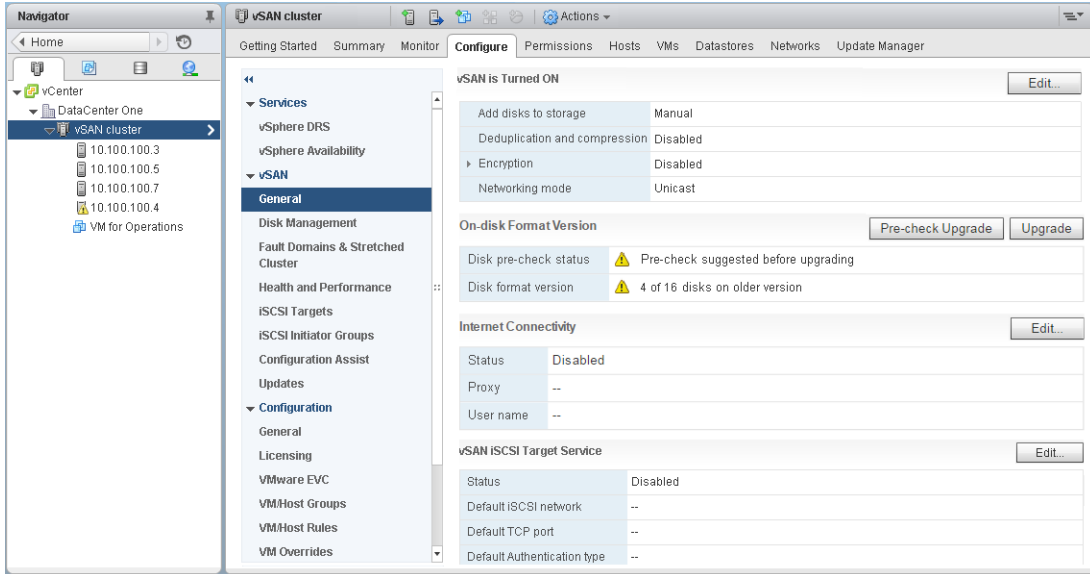 Navigator
Home
vCenter
DataCenter One
vSAN cluster
10.100.100.3
10.100.100.5
10.100.100.7
10.100.100.4
VM for Operations
vSAN cluster
Actions
Getting Started Summary Monitor Configure Permissions Hosts VMs Datastores Networks Update Manager
Services
vSphere DRS
vSphere Availability
vSAN
General
Disk Management
Fault Domains & Stretched
Cluster
Health and Performance
iSCSI Targets
iSCSI Initiator Groups
Configuration Assist
Updates
Configuration
General
Licensing
VMware EVC
VM/Host Groups
VM/Host Rules
VM Overrides
vSAN is Turned ON Edit...
Add disks to storage Manual
Deduplication and compression Disabled
Encryption Disabled
Networking mode Unicast
On-disk Format Version Pre-check Upgrade Upgrade
Disk pre-check status Pre-check suggested before upgrading
Disk format version 4 of 16 disks on older version
Internet Connectivity Edit...
Status Disabled
Proxy --
User name --
vSAN iSCSI Target Service Edit...
Status Disabled
Default iSCSI network --
Default TCP port --
Default Authentication type --